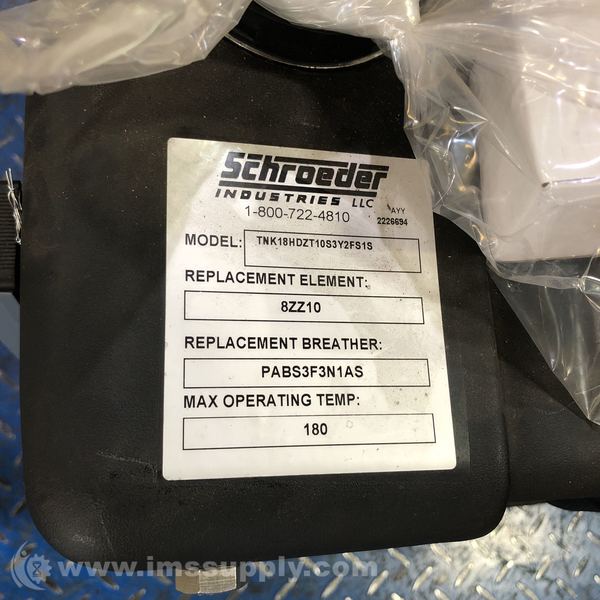 Schroeder
INDUSTRIES LLC
1-800-722-4810
AYY
2226694
MODEL: TNK18HDZT10S3Y2FS1S
REPLACEMENT ELEMENT:
8ZZ10
REPLACEMENT BREATHER:
PABS3F3N1AS
MAX OPERATING TEMP:
180
www.imssupply.com